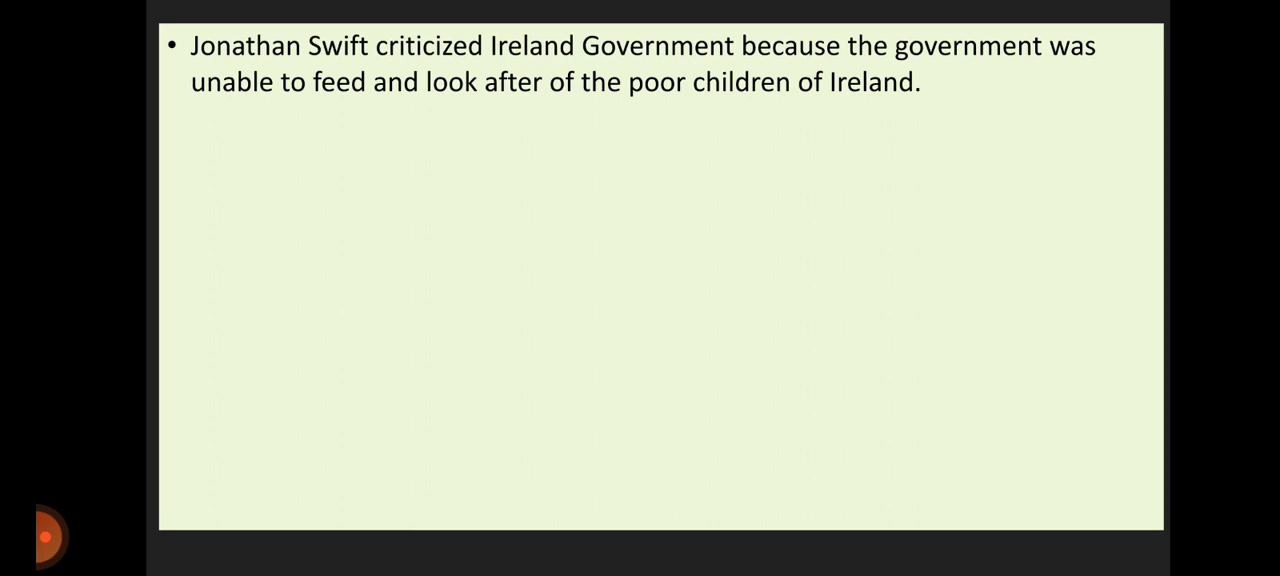 • Jonathan Swift criticized Ireland Government because the government was
unable to feed and look after of the poor children of Ireland.